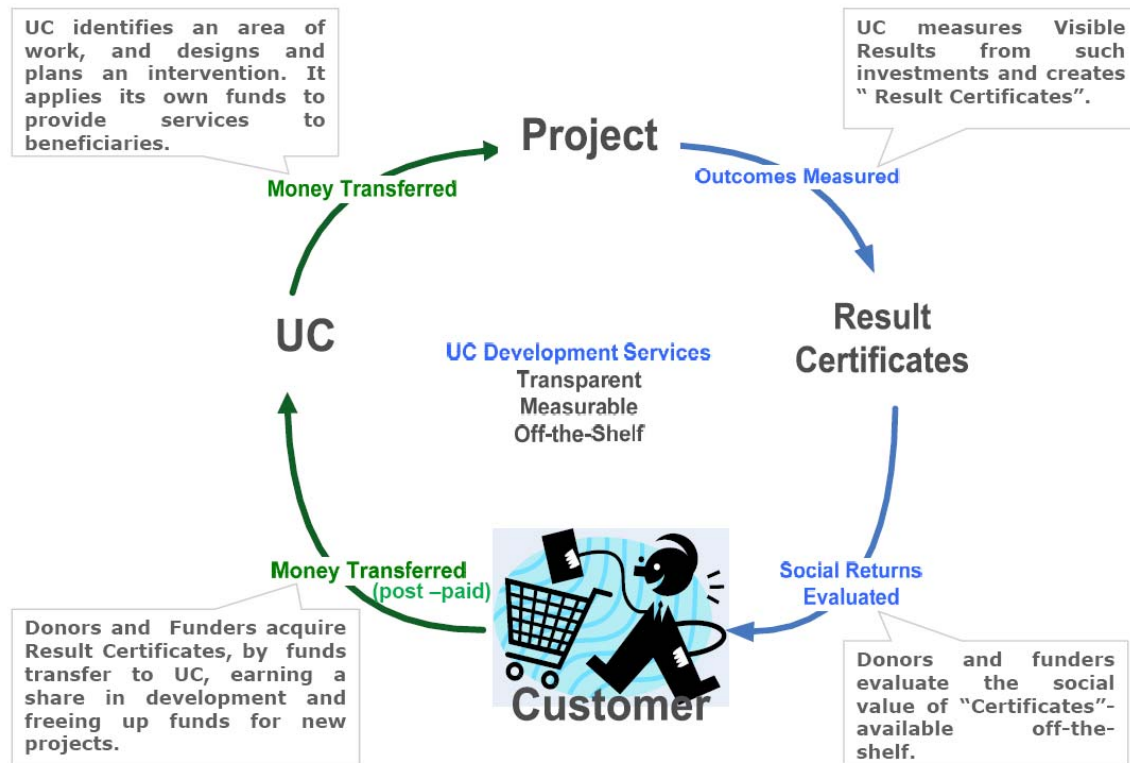 UC identifies an area of
work, and designs and
plans an intervention. It
applies its own funds to
provide services to
beneficiaries.
UC measures Visible
Results from such
investments and creates
“ Result Certificates”.
Project
Money Transferred
Outcomes Measured
UC
Result
Certificates
UC Development Services
Transparent
Measurable
Off-the-Shelf
Money Transferred
(post –paid)
Social Returns
Evaluated
Customer
Donors and Funders acquire
Result Certificates, by funds
transfer to UC, earning a
share in development and
freeing up funds for new
projects.
Donors and funders
evaluate the social
value of “Certificates”-
available off-the-
shelf.